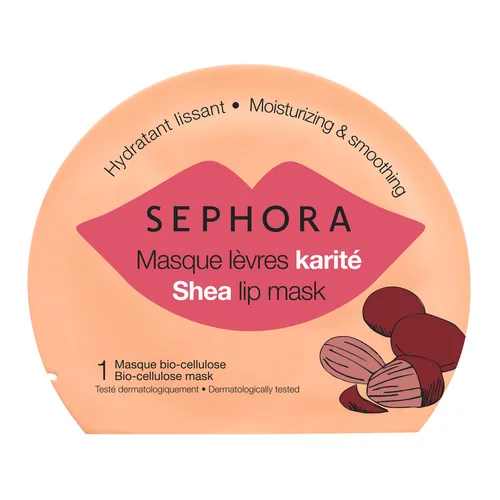 Hydratant lissant • Moisturizing & smoothing
SEPHORA
Masque lèvres karité
Shea lip mask
1 Masque bio-cellulose
Bio-cellulose mask
Testé dermatologiquement • Dermatologically tested